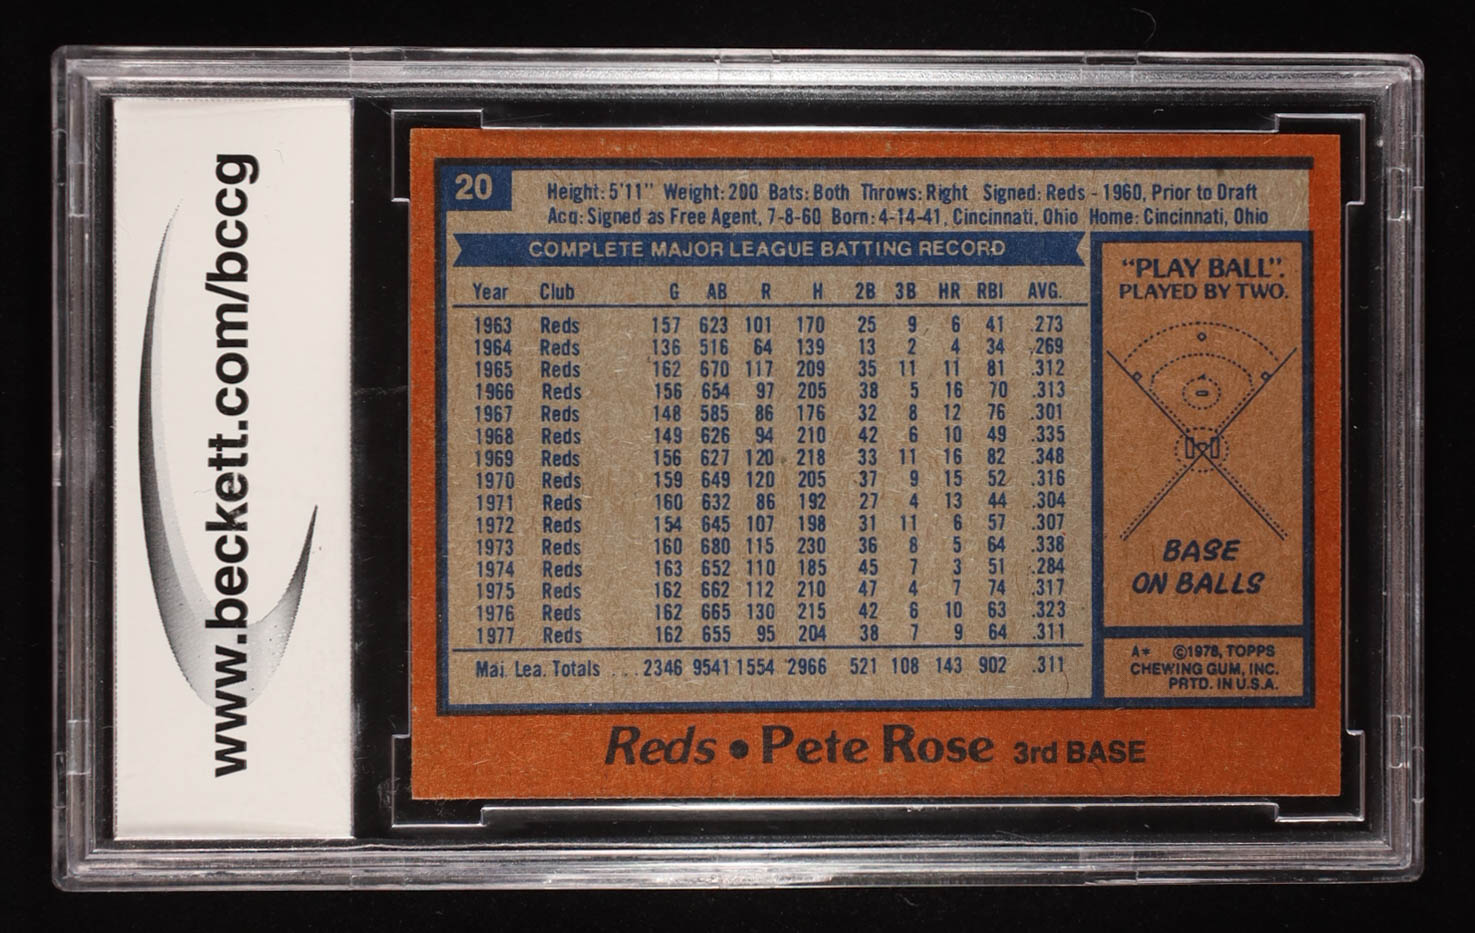 www.beckett.com/bccg
20
Height: 5'11" Weight: 200 Bats: Both Throws: Right Signed: Reds - 1960, Prior to Draft
Acq: Signed as Free Agent, 7-8-60 Born: 4-14-41, Cincinnati, Ohio Home: Cincinnati, Ohio
COMPLETE MAJOR LEAGUE BATTING RECORD
Year Club G AB R H 2B 3B HR RBI AVG.
1963 Reds 157 623 101 170 25 9 6 41 .273
1964 Reds 136 516 64 139 13 2 4 34 .269
1965 Reds 162 670 117 209 35 11 11 81 .312
1966 Reds 156 654 97 205 38 5 16 70 .313
1967 Reds 148 585 86 176 32 8 12 76 .301
1968 Reds 149 626 94 210 42 6 10 49 .335
1969 Reds 156 627 120 218 33 11 16 82 .348
1970 Reds 159 649 120 205 37 9 15 52 .316
1971 Reds 160 632 86 192 27 4 13 44 .304
1972 Reds 154 645 107 198 31 11 6 57 .307
1973 Reds 160 680 115 230 36 8 5 64 .338
1974 Reds 163 652 110 185 45 7 3 51 .284
1975 Reds 162 662 112 210 47 4 7 74 .317
1976 Reds 162 665 130 215 42 6 10 63 .323
1977 Reds 162 655 95 204 38 7 9 64 .311
Maj. Lea. Totals ... 2346 9541 1554 2966 521 108 143 902 .311
"PLAY BALL".
PLAYED BY TWO.
BASE
ON BALLS
A* ©1978, TOPPS
CHEWING GUM, INC.
PRTD. IN U.S.A.
Reds • Pete Rose 3rd BASE